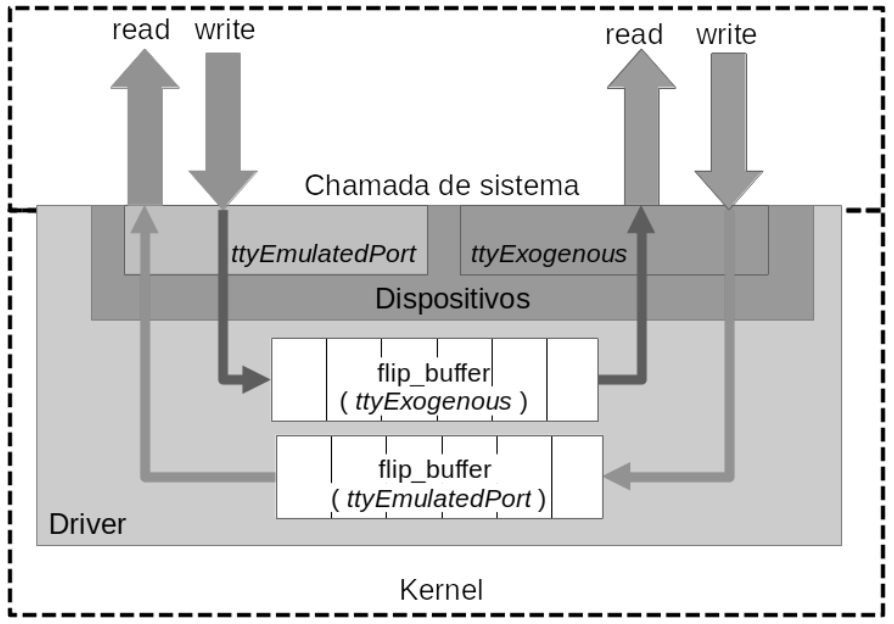 read write read write
Chamada de sistema
ttyEmulatedPort ttyExogenous
Dispositivos
flip_buffer
( ttyExogenous )
flip_buffer
( ttyEmulatedPort )
Driver
Kernel